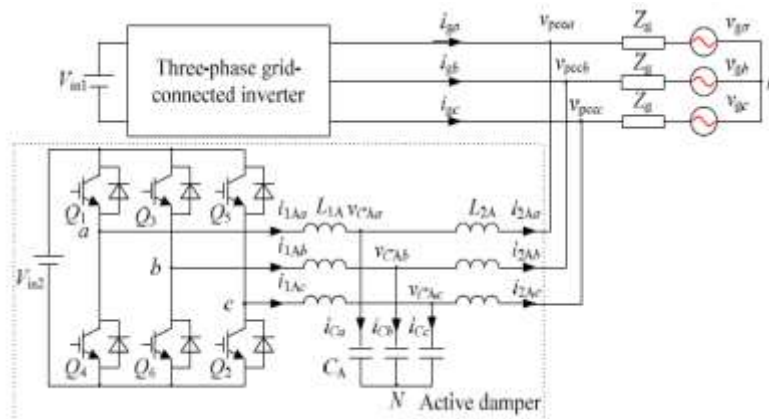 i_ga v_pcca Z_g v_ga
V_in1 Three-phase grid-
connected inverter
i_gb v_pccb Z_g v_gb
i_gc v_pccc Z_g v_gc
Q_1 Q_3 Q_5
a i_1Aa L_1A v_CAa L_2A i_2Aa
V_in2 b i_1Ab v_CAb i_2Ab
c i_1Ac v_CAc i_2Ac
i_Ca i_Cb i_Cc
Q_4 Q_6 Q_2 C_A
N Active damper